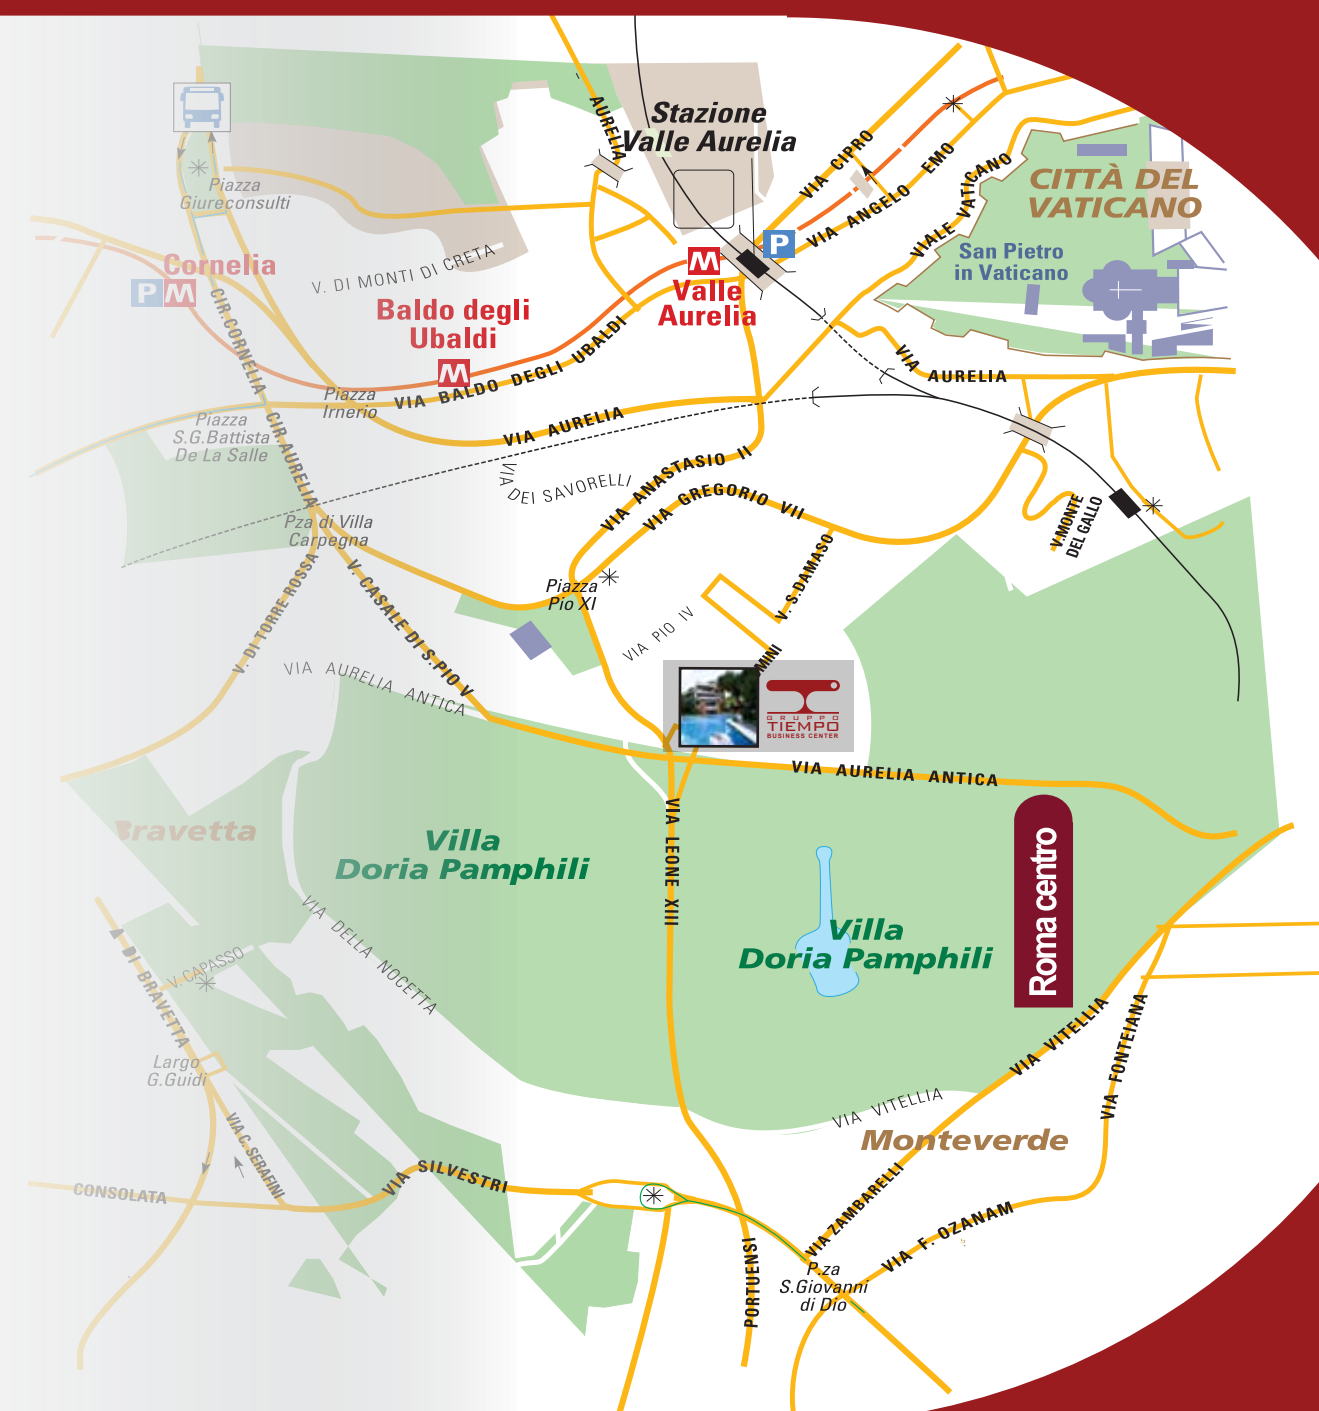 AURELIA
Stazione
Valle Aurelia
VIA CIPRO
VIA ANGELO EMO
VIALE VATICANO
CITTÀ DEL
VATICANO
San Pietro
in Vaticano
Piazza
Giureconsulti
P
Cornelia
P M
V. DI MONTI DI CRETA
M
Valle
Aurelia
Baldo degli
Ubaldi
M
CIR.CORNELIA
VIA BALDO DEGLI UBALDI
Piazza
Irnerio
VIA AURELIA
VIA AURELIA
Piazza
S.G.Battista
De La Salle
CIR.AURELIA
VIA DEI SAVORELLI
VIA ANASTASIO II
VIA GREGORIO VII
V.MONTE
DEL GALLO
Pza di Villa
Carpegna
V. DI TORRE ROSSA
V. CASALE DI S.PIO V
Piazza
Pio XI
VIA PIO IV
V. S.DAMASO
MINI
VIA AURELIA ANTICA
GRUPPO
TIEMPO
BUSINESS CENTER
VIA AURELIA ANTICA
Bravetta
Villa
Doria Pamphili
VIA LEONE XIII
Roma centro
Villa
Doria Pamphili
VIA DELLA NOCETTA
A DI BRAVETTA
V. CAPASSO
Largo
G.Guidi
VIA VITELLIA
VIA FONTEIANA
VIA VITELLIA
Monteverde
VIA C.SERAFINI
CONSOLATA
VIA SILVESTRI
VIA ZAMBARELLI
VIA F. OZANAM
PORTUENSI
P.za
S.Giovanni
di Dio